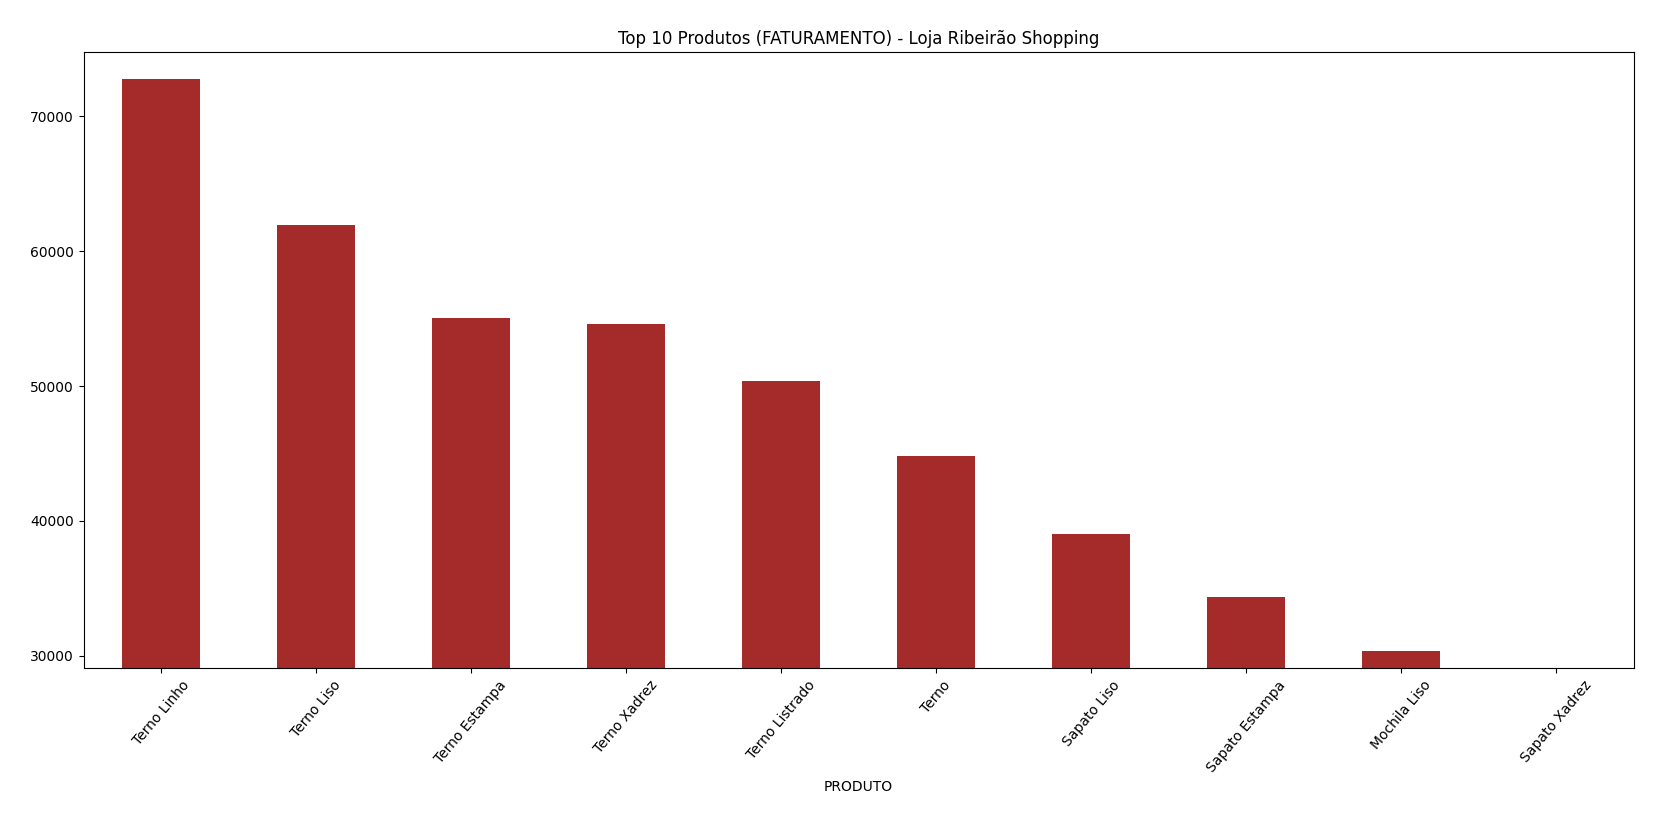 Top 10 Produtos (FATURAMENTO) - Loja Ribeirão Shopping
70000
60000
50000
40000
30000
Terno Linho
Terno Liso
Terno Estampa
Terno Xadrez
Terno Listrado
Terno
Sapato Liso
Sapato Estampa
Mochila Liso
Sapato Xadrez
PRODUTO